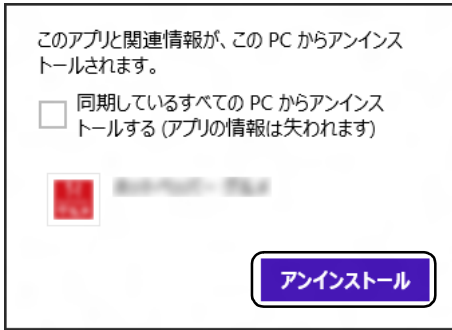 このアプリと関連情報が、この PC からアンインス
トールされます。
同期しているすべての PC からアンインス
トールする (アプリの情報は失われます)
アンインストール